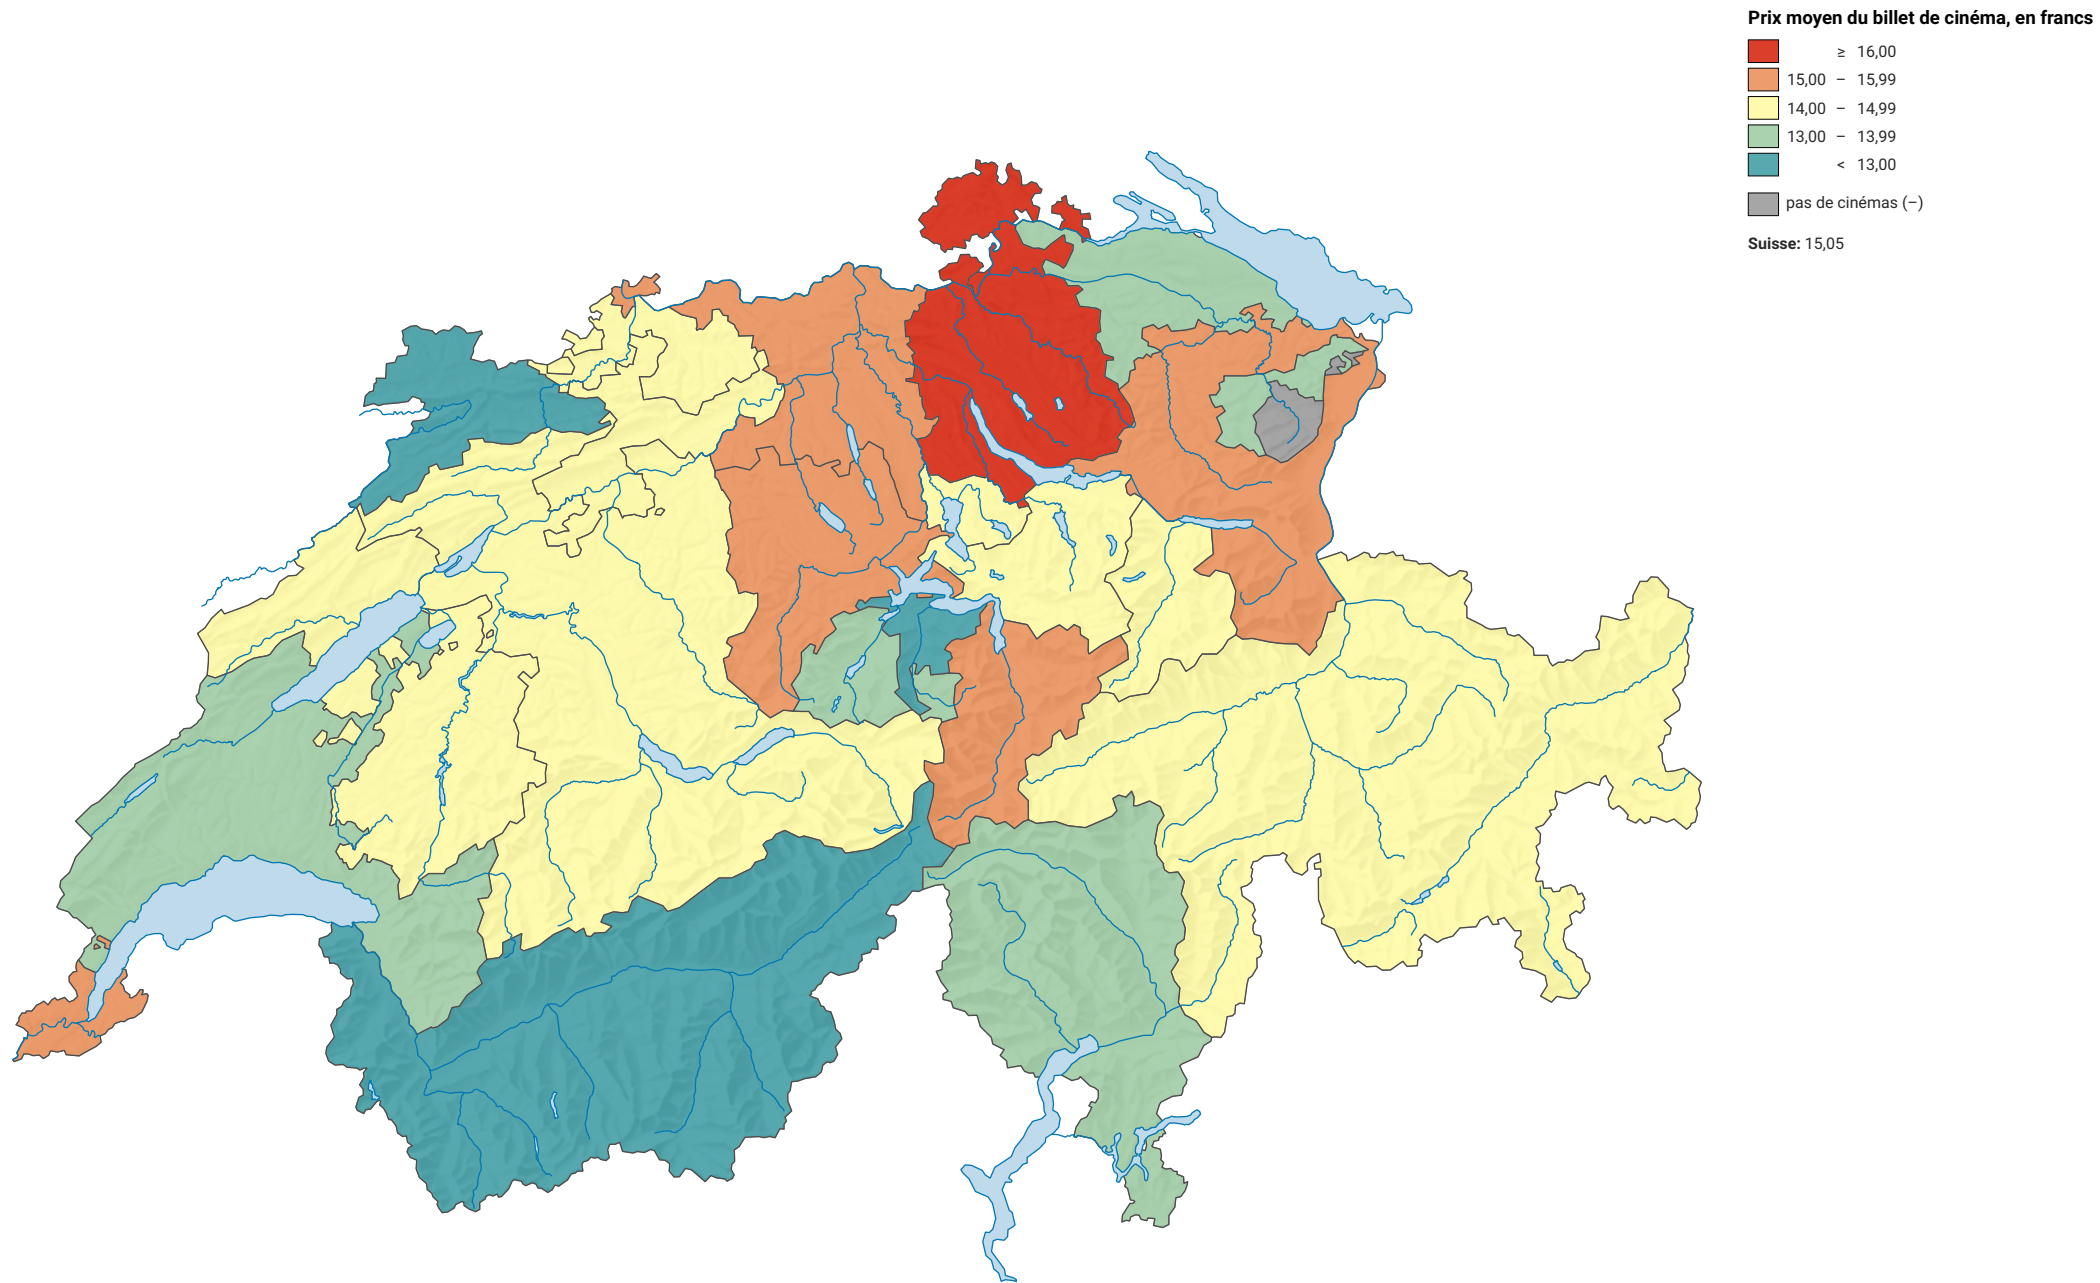 Prix moyen du billet de cinéma, en francs
≥ 16,00
15,00 – 15,99
14,00 – 14,99
13,00 – 13,99
< 13,00
pas de cinémas (–)
Suisse: 15,05